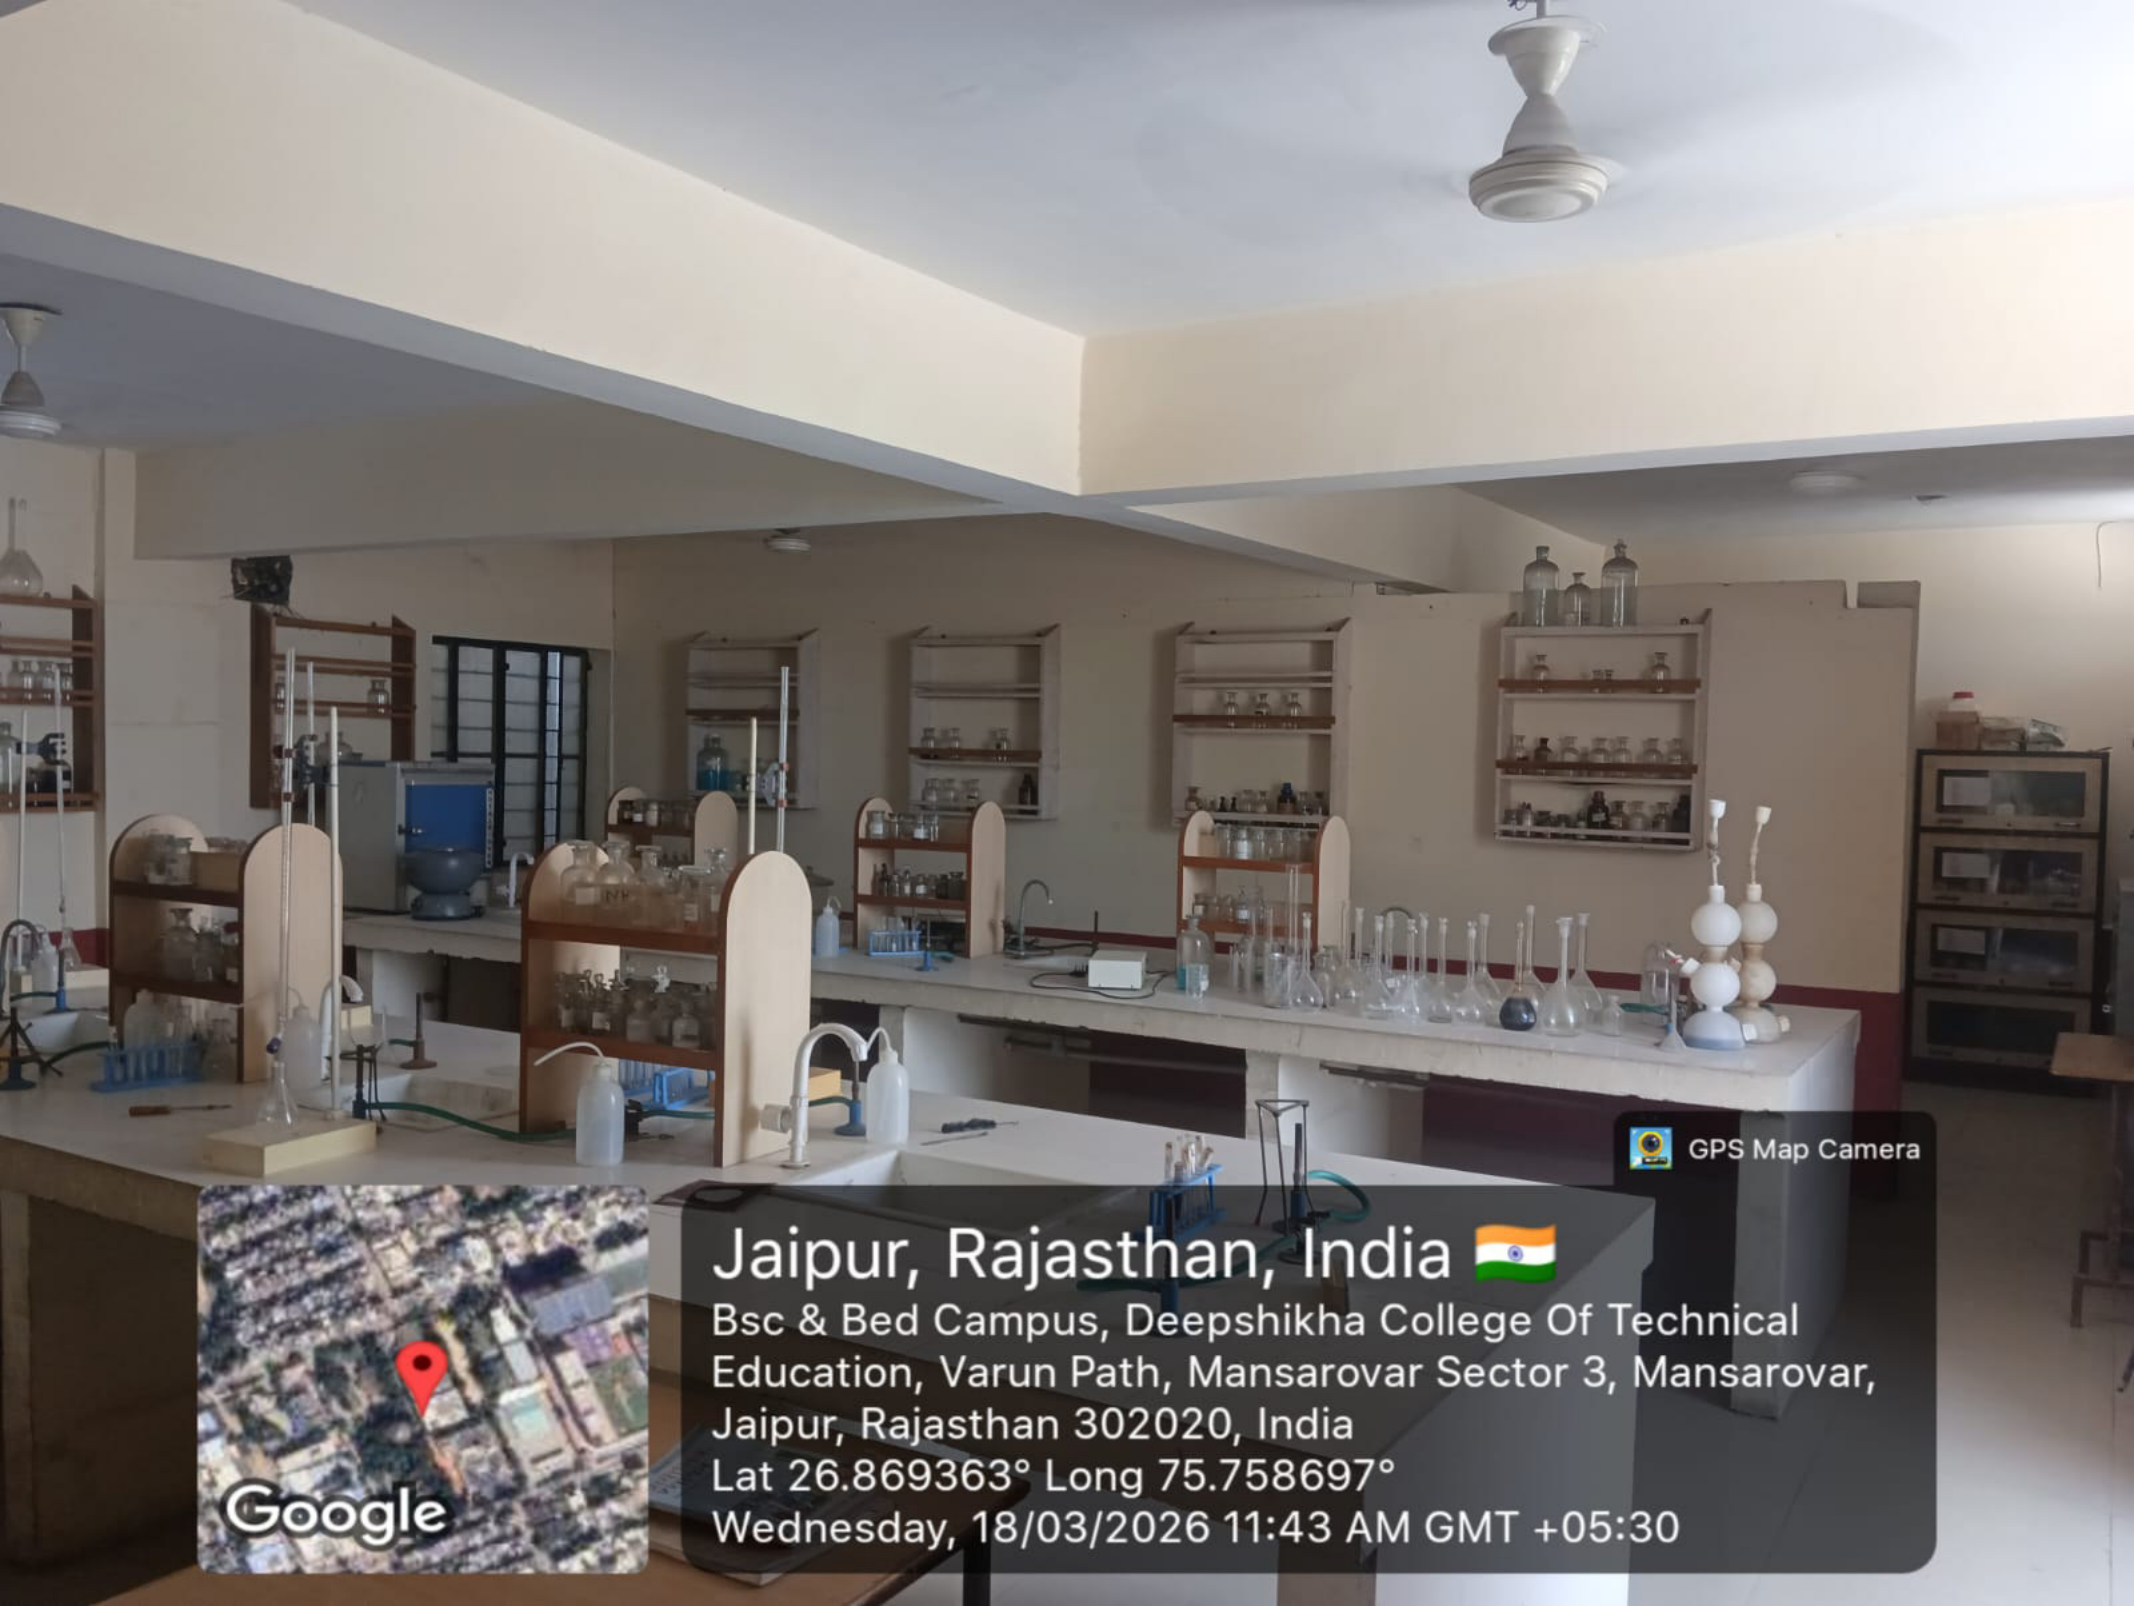 NH
GPS Map Camera
Jaipur, Rajasthan, India
Bsc & Bed Campus, Deepshikha College Of Technical
Education, Varun Path, Mansarovar Sector 3, Mansarovar,
Jaipur, Rajasthan 302020, India
Lat 26.869363° Long 75.758697°
Wednesday, 18/03/2026 11:43 AM GMT +05:30
Google